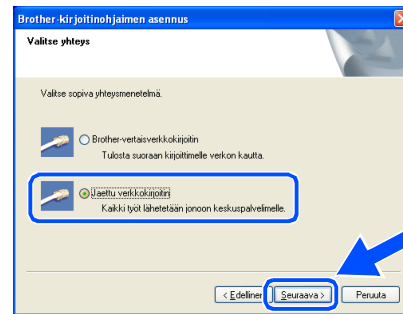 Brother-kirjoitinohjaimen asennus
Valitse yhteys
Valitse sopiva yhteysmenetelmä.
Brother-vertaisverkkokirjoitin
Tulosta suoraan kirjoittimelle verkon kautta.
Jaettu verkkokirjoitin
Kaikki työt lähetetään jonoon keskuspalvelimelle.
< Edellinen Seuraava > Peruuta